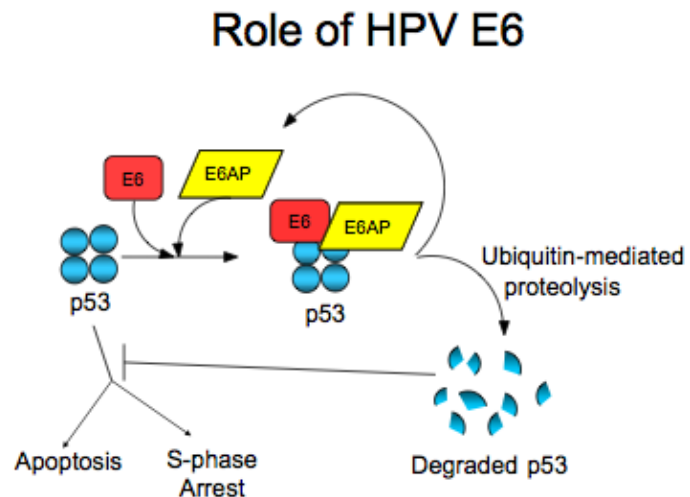 Role of HPV E6
E6
E6AP
E6
E6AP
p53
p53
Ubiquitin-mediated
proteolysis
Apoptosis
S-phase
Arrest
Degraded p53